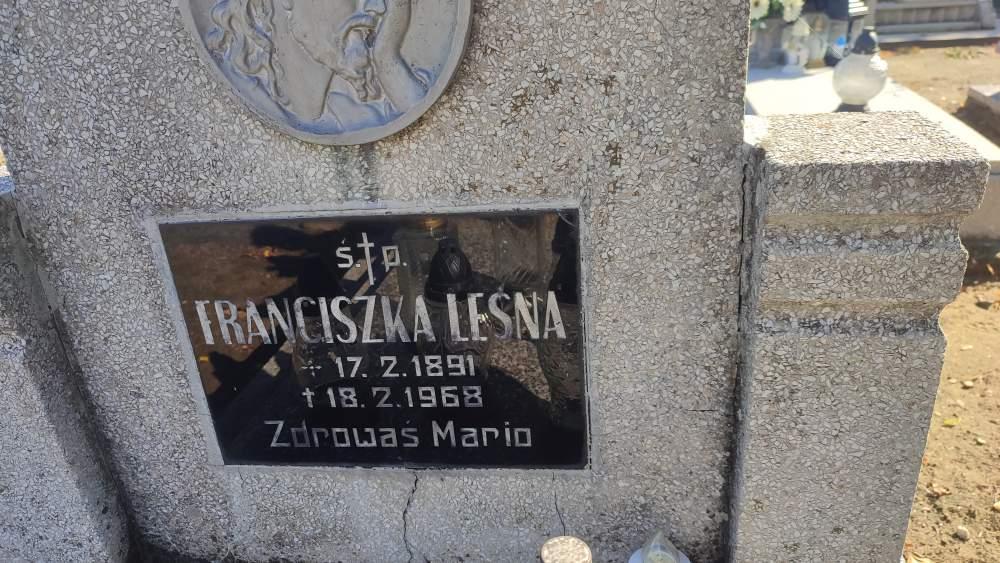 ś.†p.
FRANCISZKA LEŚNA
* 17. 2. 1891
† 18. 2. 1968
Zdrowaś Mario